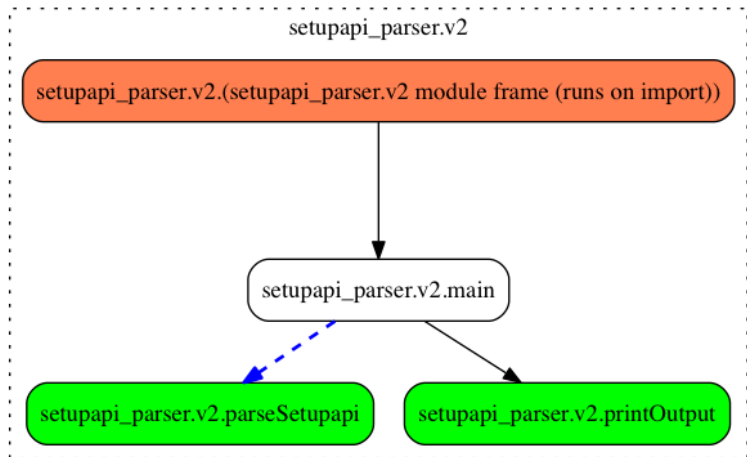 setupapi_parser.v2
setupapi_parser.v2.(setupapi_parser.v2 module frame (runs on import))
setupapi_parser.v2.main
setupapi_parser.v2.parseSetupapi
setupapi_parser.v2.printOutput